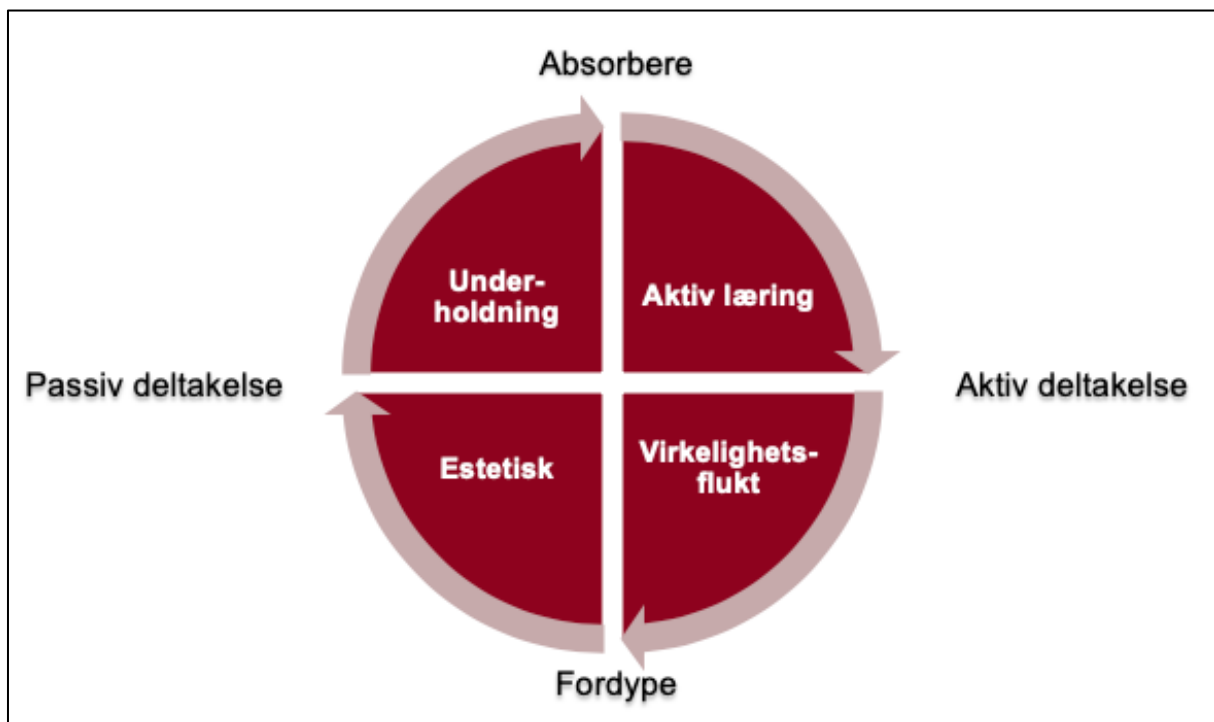 Absorbere
Under-
holdning
Aktiv læring
Passiv deltakelse
Aktiv deltakelse
Estetisk
Virkelighets-
flukt
Fordype